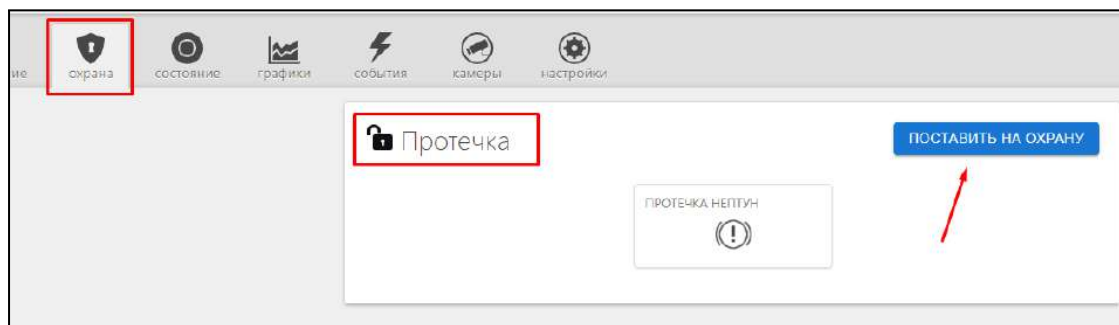 ие охрана состояние графики события камеры настройки
Протечка
ПОСТАВИТЬ НА ОХРАНУ
ПРОТЕЧКА НЕПТУН